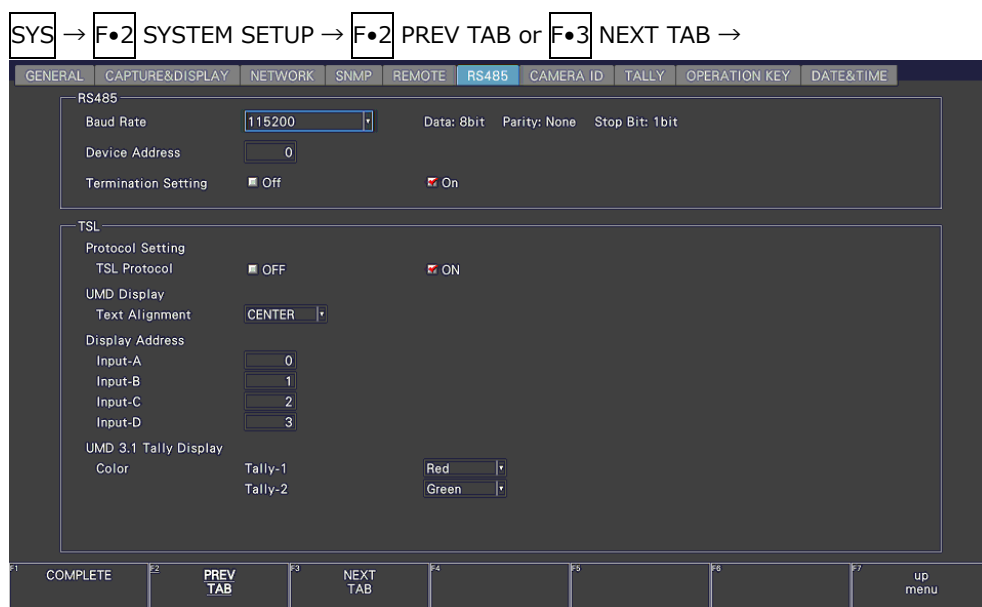 SYS → F•2 SYSTEM SETUP → F•2 PREV TAB or F•3 NEXT TAB →
GENERAL CAPTURE&DISPLAY NETWORK SNMP REMOTE RS485 CAMERA ID TALLY OPERATION KEY DATE&TIME
RS485
Baud Rate 115200 Data: 8bit Parity: None Stop Bit: 1bit
Device Address 0
Termination Setting Off On
TSL
Protocol Setting
TSL Protocol OFF ON
UMD Display
Text Alignment CENTER
Display Address
Input-A 0
Input-B 1
Input-C 2
Input-D 3
UMD 3.1 Tally Display
Color Tally-1 Red
Tally-2 Green
F1 COMPLETE F2 PREV F3 NEXT F4 F5 F6 F7 up
TAB TAB menu